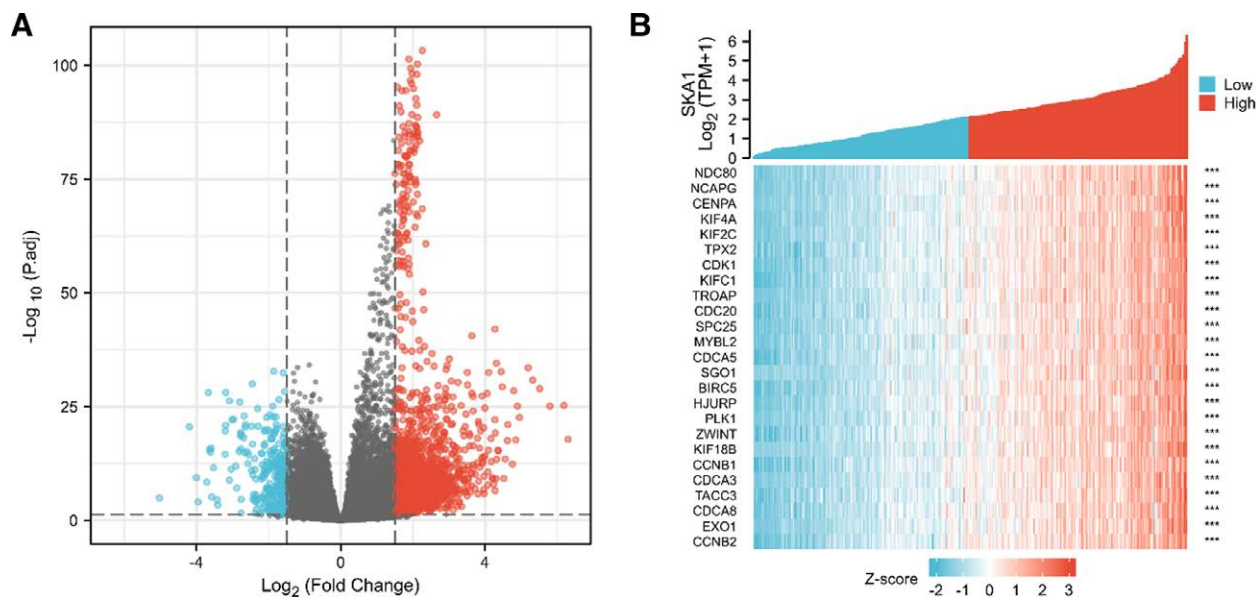 A
-Log 10 (P.adj)
100
75
50
25
0
-4 0 4
Log2 (Fold Change)
B
SKA1
Log2 (TPM+1)
6
5
4
3
2
1
0
Low
High
NDC80 ***
NCAPG ***
CENPA ***
KIF4A ***
KIF2C ***
TPX2 ***
CDK1 ***
KIFC1 ***
TROAP ***
CDC20 ***
SPC25 ***
MYBL2 ***
CDCA5 ***
SGO1 ***
BIRC5 ***
HJURP ***
PLK1 ***
ZWINT ***
KIF18B ***
CCNB1 ***
CDCA3 ***
TACC3 ***
CDCA8 ***
EXO1 ***
CCNB2 ***
Z-score
-2 -1 0 1 2 3